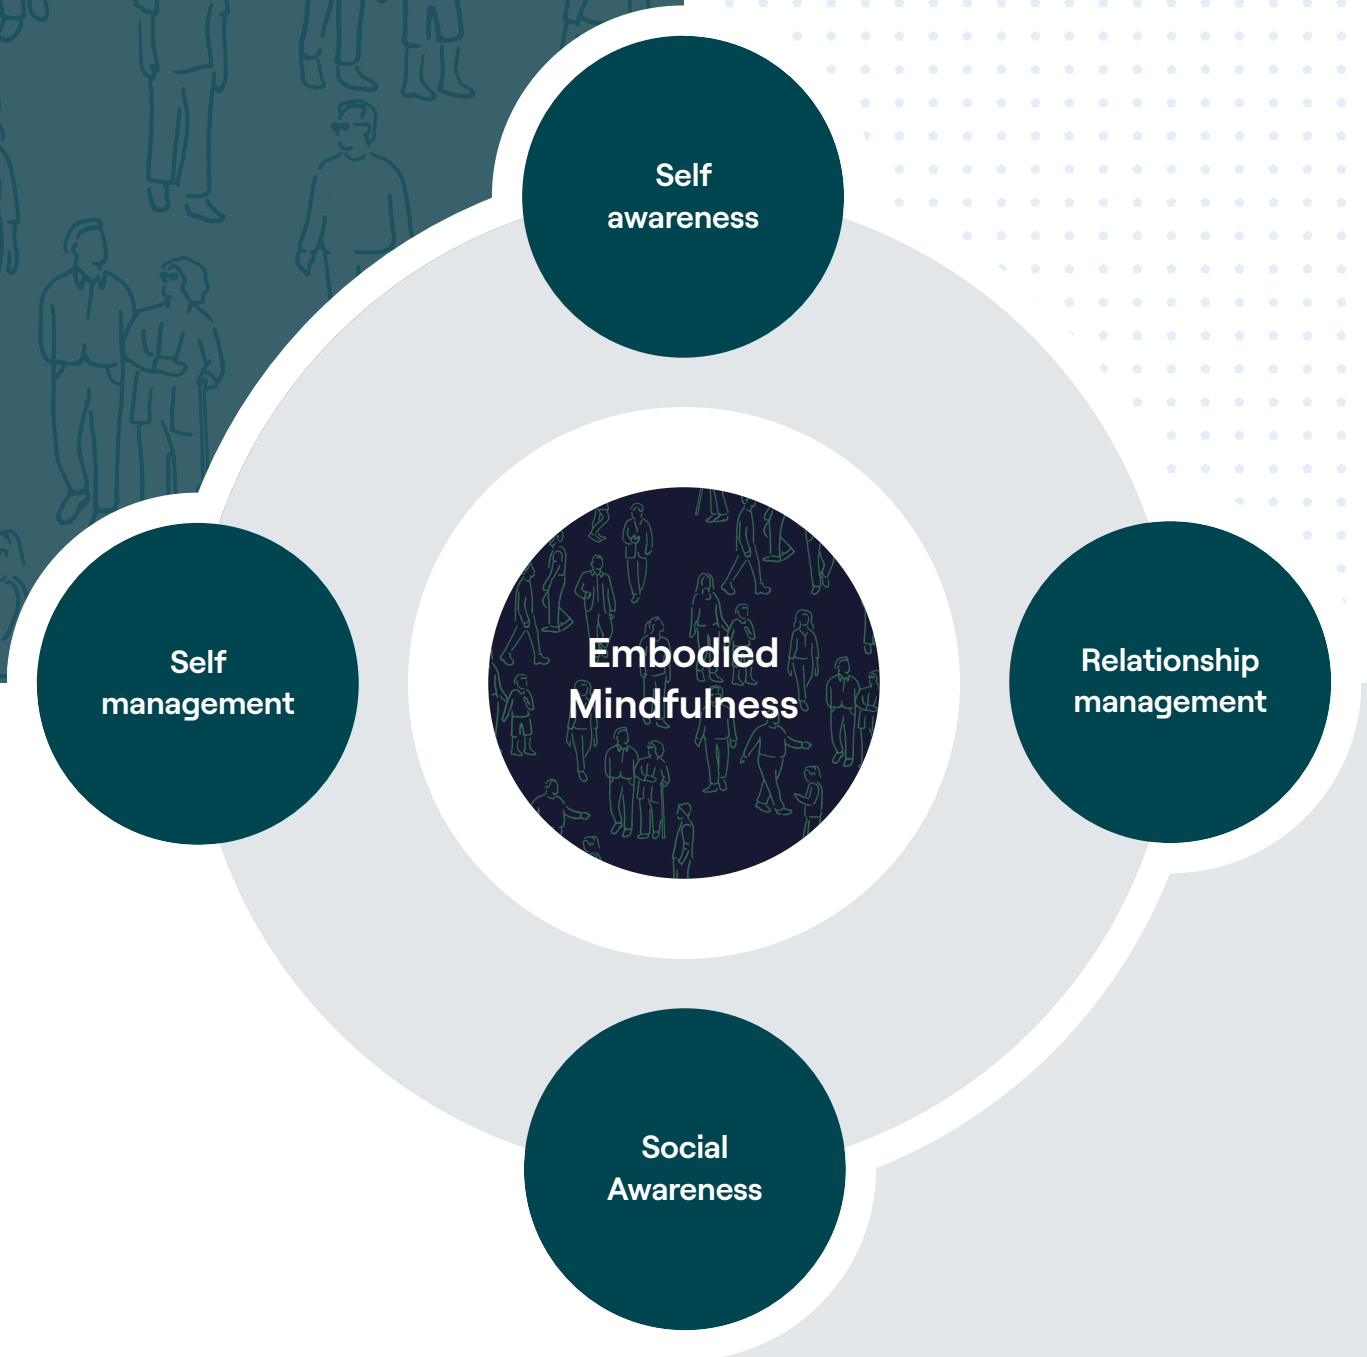 Self
awareness
Embodied
Mindfulness
Self
management
Relationship
management
Social
Awareness